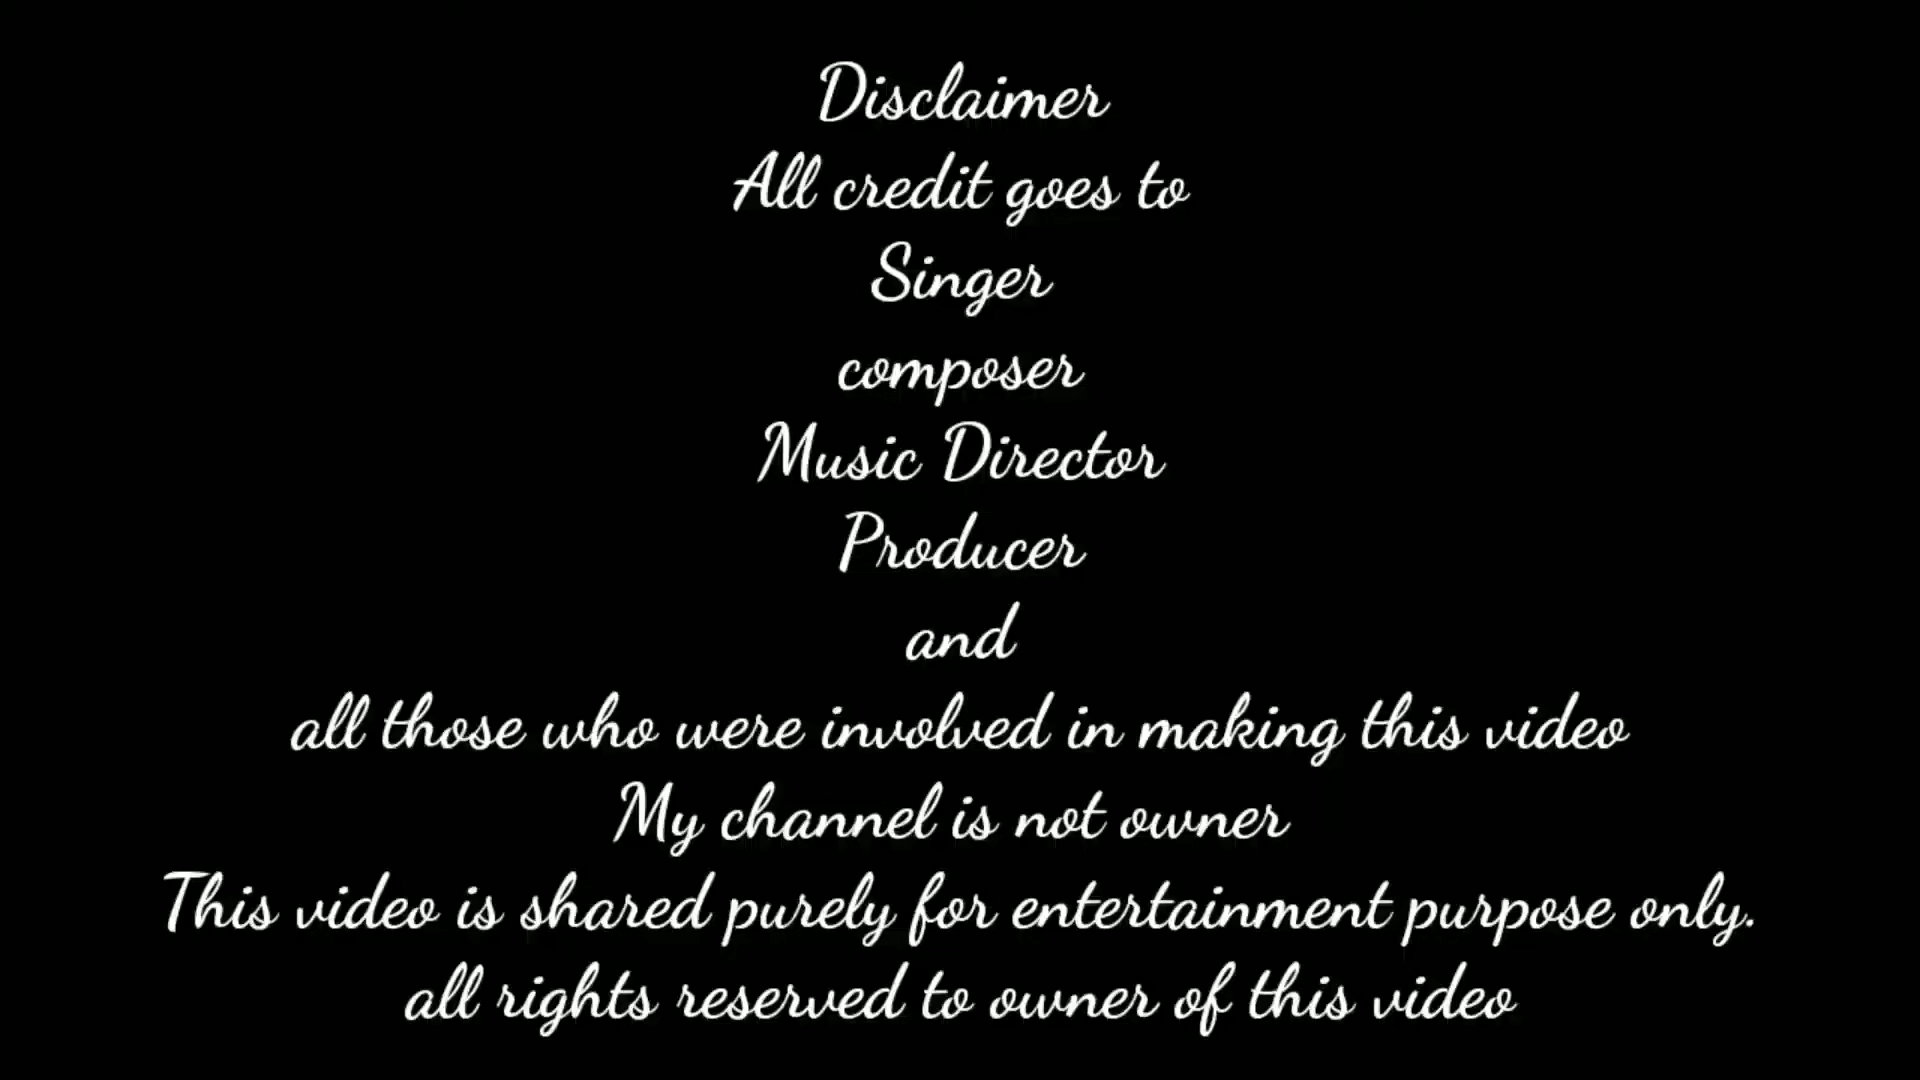 Disclaimer
All credit goes to
Singer
composer
Music Director
Producer
and
all those who were involved in making this video
My channel is not owner
This video is shared purely for entertainment purpose only.
all rights reserved to owner of this video